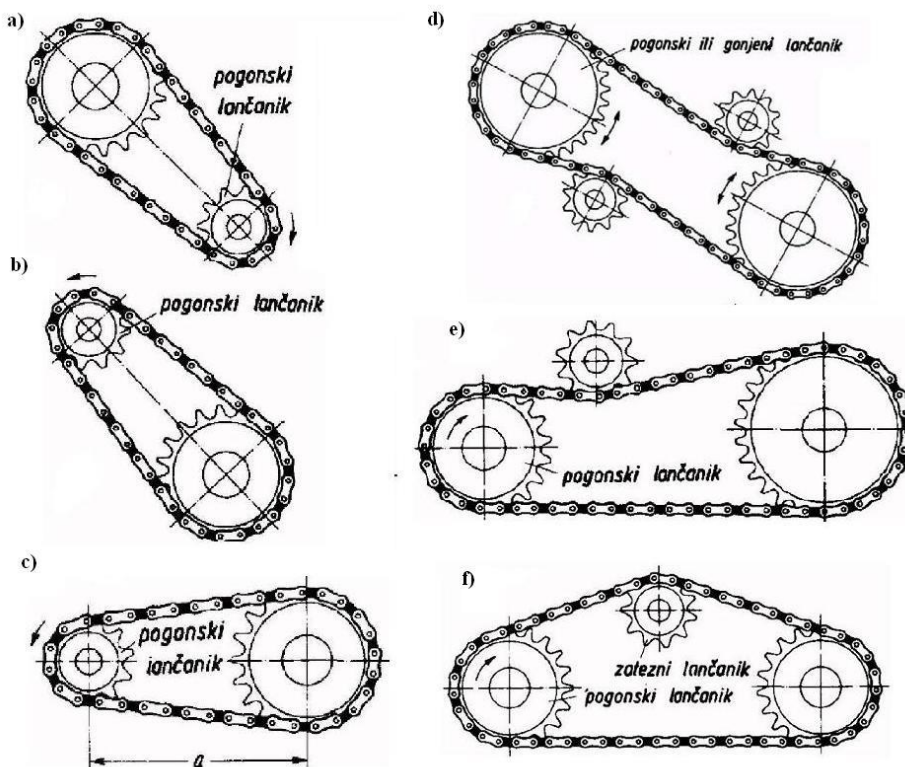 a)
pogonski
lančanik
b)
pogonski lančanik
c)
pogonski
lančanik
a
d)
pogonski ili gonjeni lančanik
e)
pogonski lančanik
f)
zatezni lančanik
pogonski lančanik